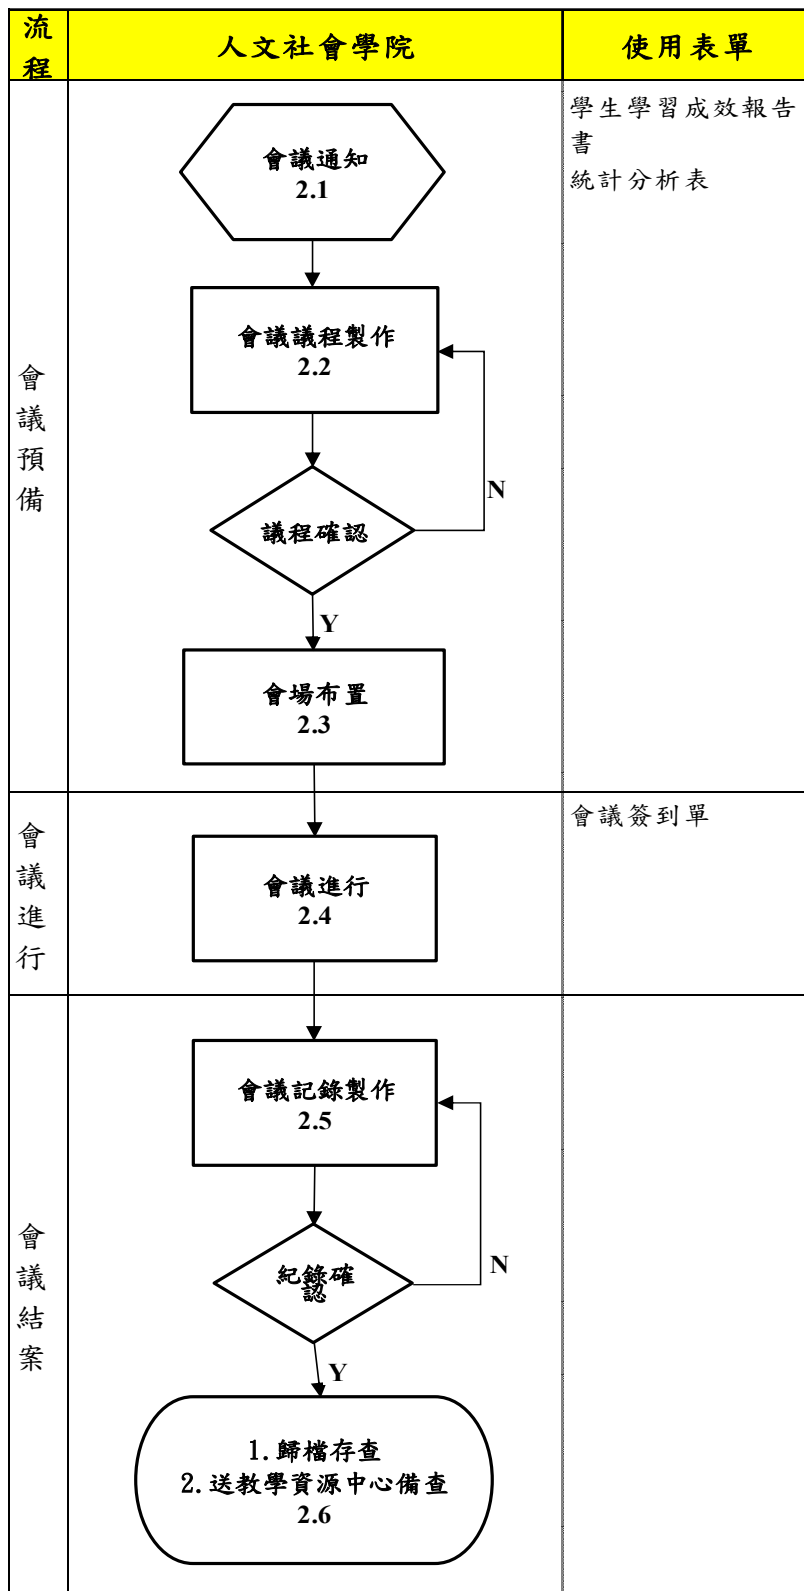 流程
人文社會學院
使用表單
會議預備
會議通知
2.1
學生學習成效報告
書
統計分析表
會議議程製作
2.2
議程確認
N
Y
會場布置
2.3
會議進行
會議進行
2.4
會議簽到單
會議結案
會議記錄製作
2.5
紀錄確
認
N
Y
1.歸檔存查
2.送教學資源中心備查
2.6